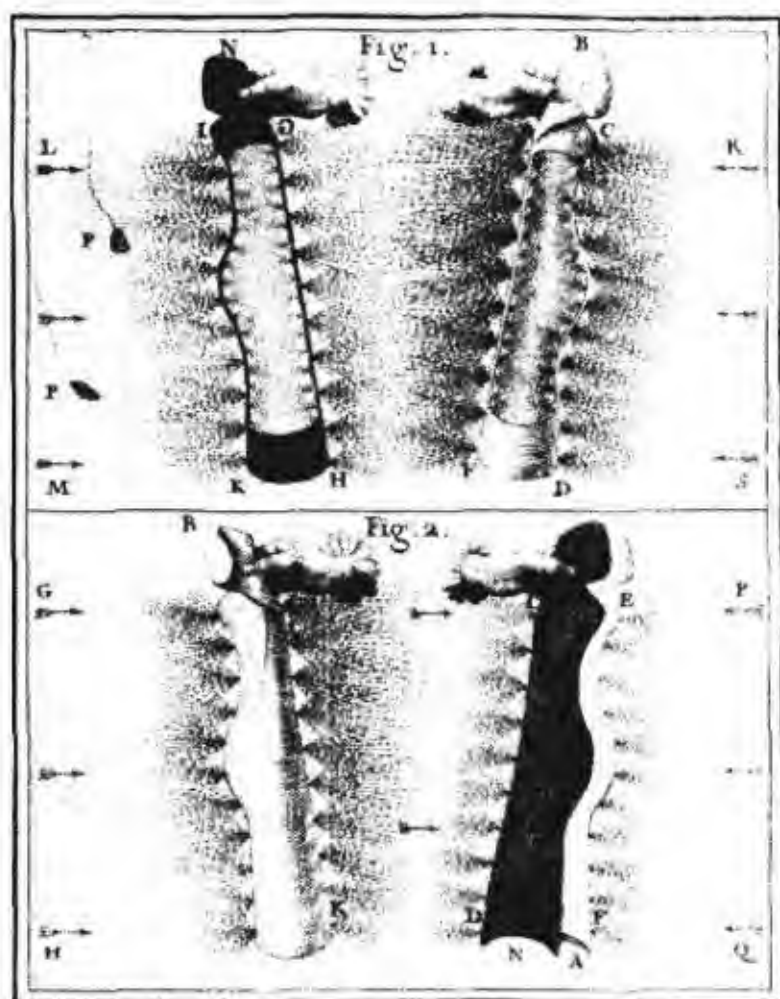 N Fig. 1. B
I O C
L R
P
P
M K H F D S
B Fig. 2.
G L E P
K D F
H N A Q